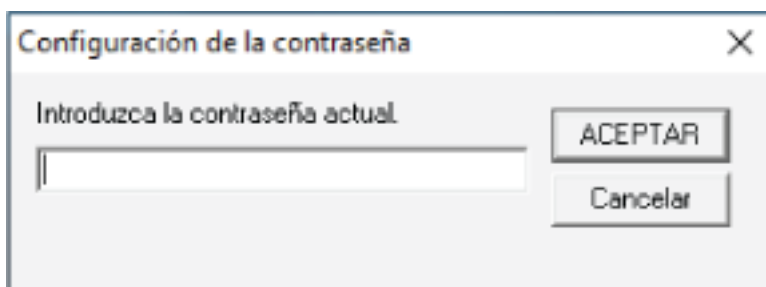 Configuración de la contraseña
Introduzca la contraseña actual.
ACEPTAR
Cancelar